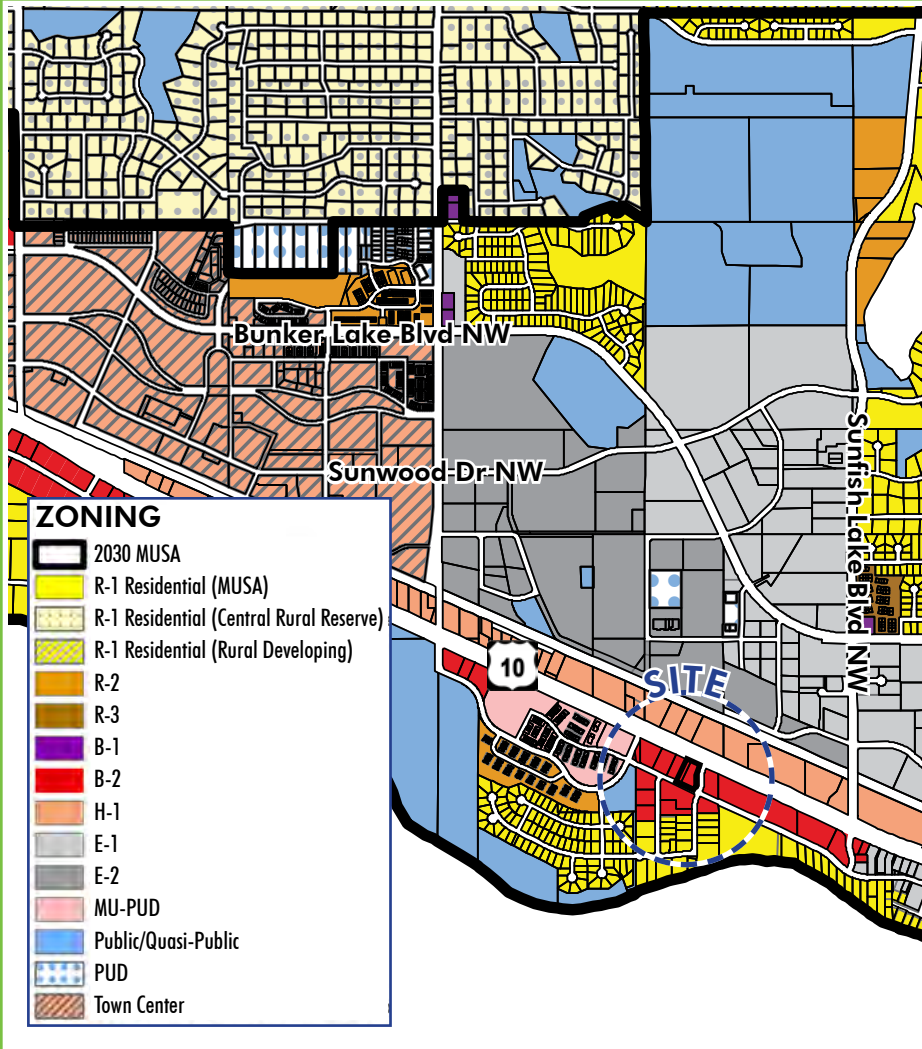 Bunker Lake Blvd NW
Sunwood Dr NW
Sunfish Lake Blvd NW
10
SITE
ZONING
2030 MUSA
R-1 Residential (MUSA)
R-1 Residential (Central Rural Reserve)
R-1 Residential (Rural Developing)
R-2
R-3
B-1
B-2
H-1
E-1
E-2
MU-PUD
Public/Quasi-Public
PUD
Town Center